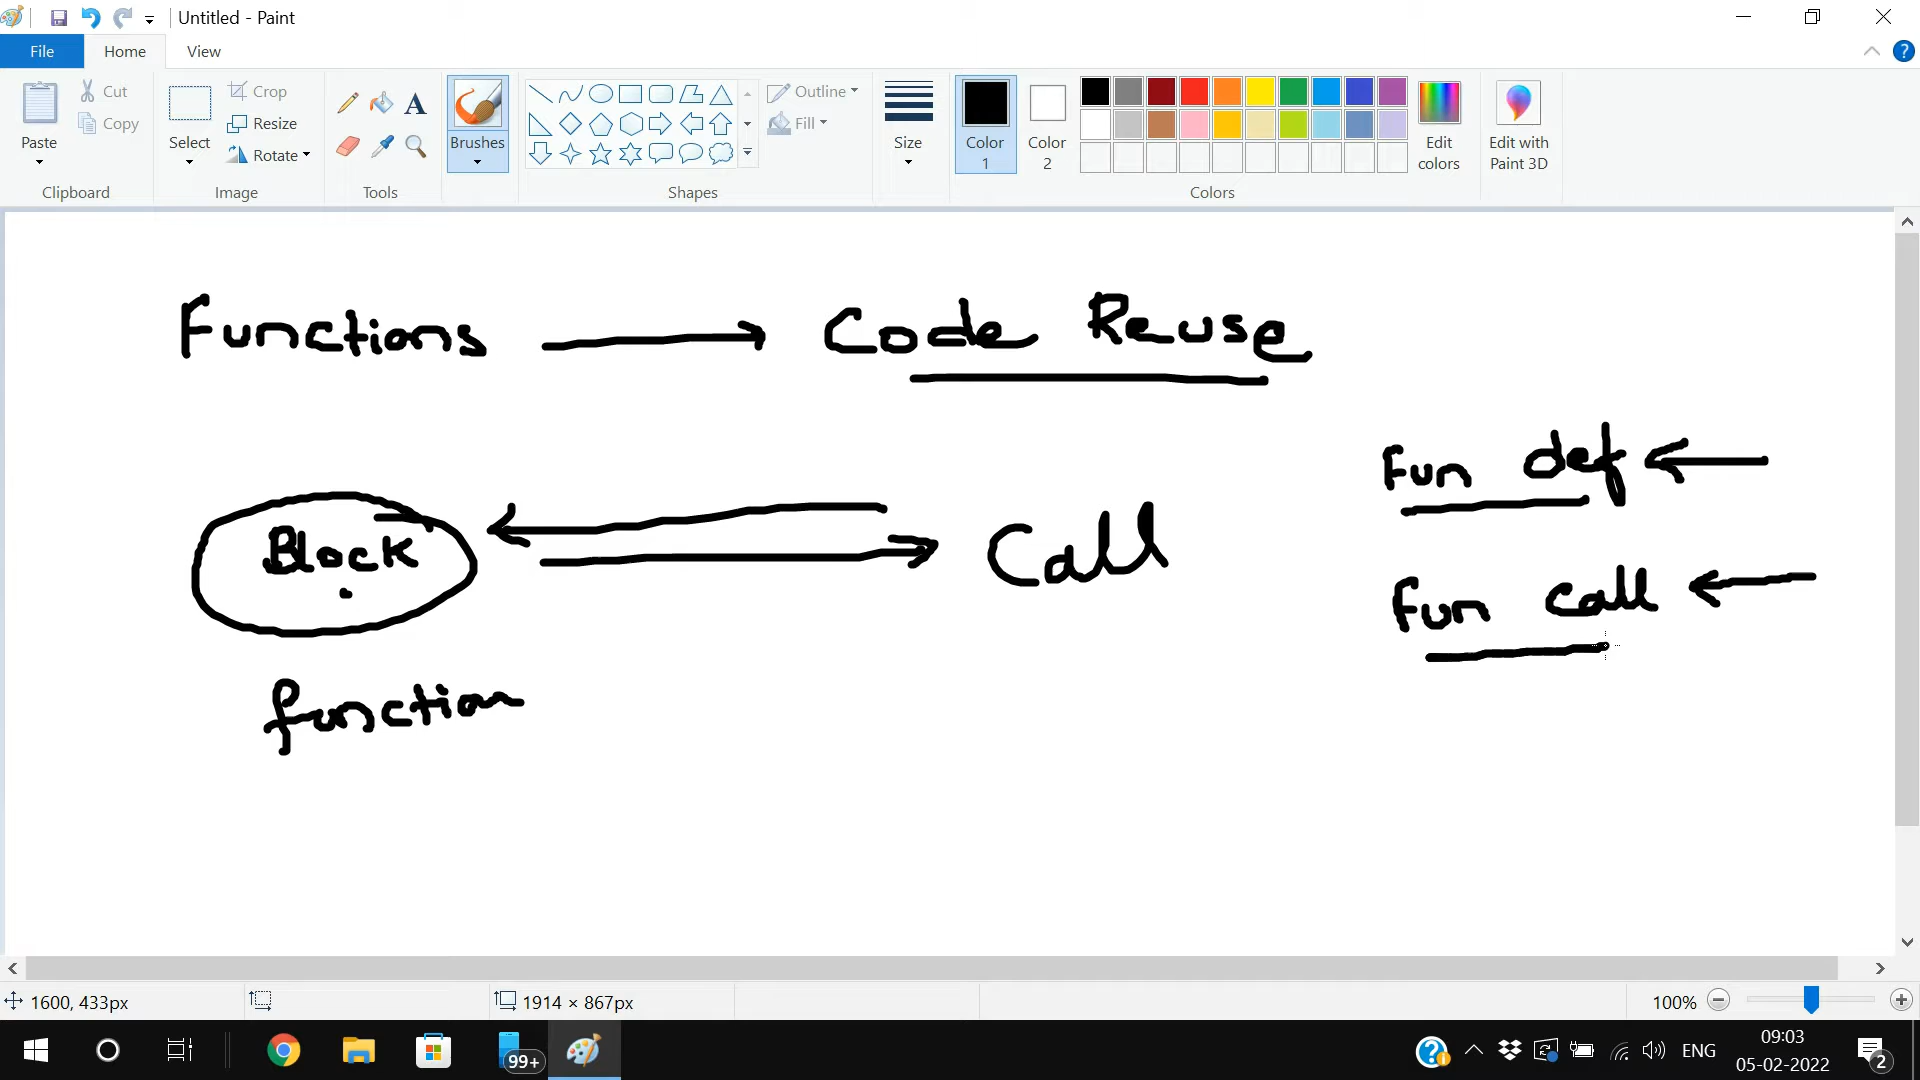 Untitled - Paint
File Home View
Paste
Cut
Copy
Clipboard
Select
Crop
Resize
Rotate
Image
Tools
Brushes
Shapes
Outline
Fill
Size
Color 1
Color 2
Colors
Edit colors
Edit with Paint 3D
Functions Code Reuse
Fun def
Block Call
Fun call
function
1600, 433px 1914 × 867px 100%
99+ ENG 09:03
05-02-2022 2